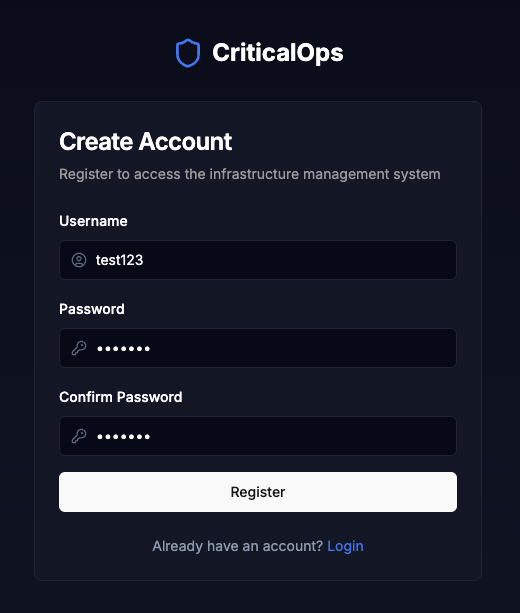 CriticalOps
Create Account
Register to access the infrastructure management system
Username
test123
Password
•••••••
Confirm Password
•••••••
Register
Already have an account? Login